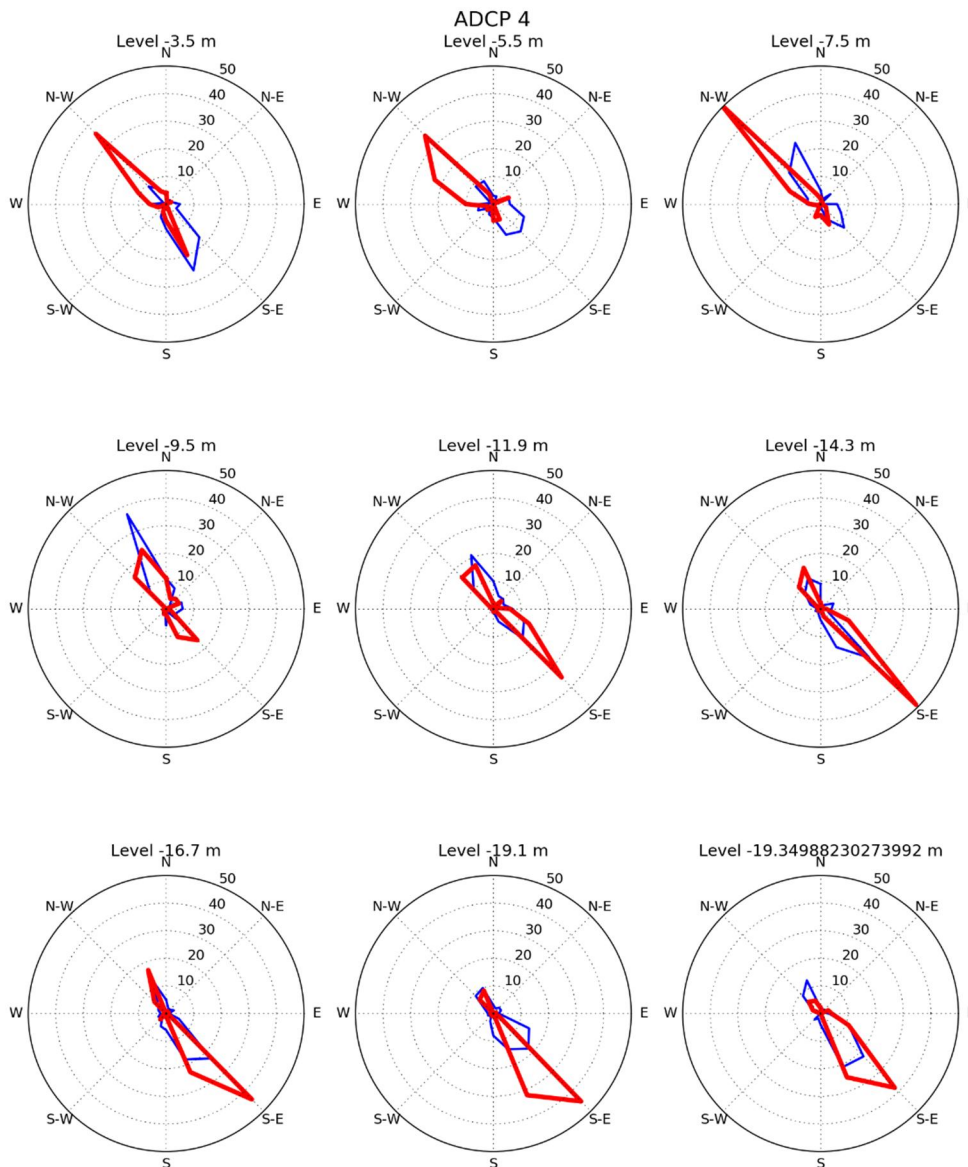 ADCP 4
Level -3.5 m
N
50
N-W
40
N-E
30
20
10
W
E
S-W
S-E
S
Level -5.5 m
N
50
N-W
40
N-E
30
20
10
W
E
S-W
S-E
S
Level -7.5 m
N
50
N-W
40
N-E
30
20
10
W
S-W
S-E
S
Level -9.5 m
N
50
N-W
40
N-E
30
20
10
W
E
S-W
S-E
S
Level -11.9 m
N
50
N-W
40
N-E
30
20
10
W
E
S-W
S-E
S
Level -14.3 m
N
50
N-W
40
N-E
30
20
10
W
S-W
S-E
S
Level -16.7 m
N
50
N-W
40
N-E
30
20
10
W
E
S-W
S-E
S
Level -19.1 m
N
50
N-W
40
N-E
30
20
10
W
E
S-W
S-E
S
Level -19.34988230273992 m
N
50
N-W
40
N-E
30
20
10
W
S-W
S-E
S